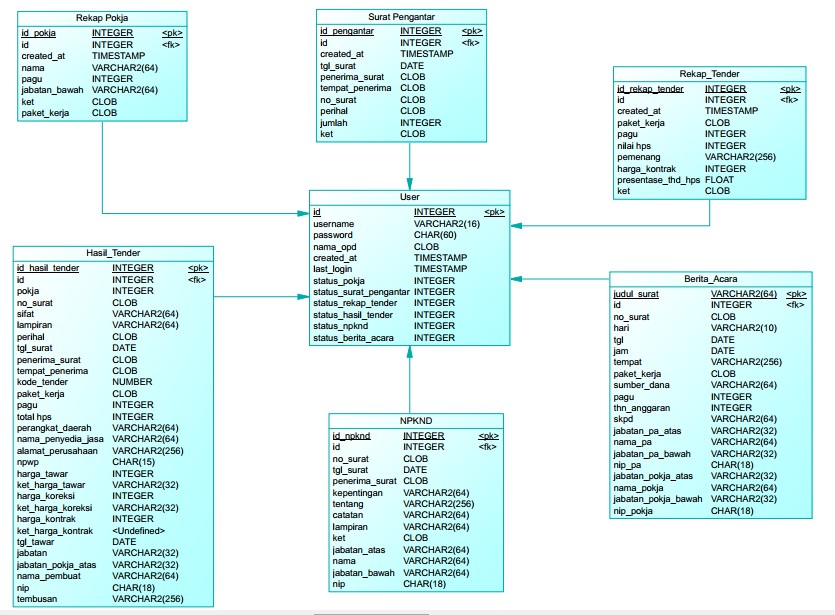 Rekap Pokja
id_pokja INTEGER <pk>
id INTEGER <fk>
created_at TIMESTAMP
nama VARCHAR2(64)
pagu INTEGER
jabatan_bawah VARCHAR2(64)
ket CLOB
paket_kerja CLOB
Surat Pengantar
id_pengantar INTEGER <pk>
id INTEGER <fk>
created_at TIMESTAMP
tgl_surat DATE
penerima_surat CLOB
tempat_penerima CLOB
no_surat CLOB
perihal CLOB
jumlah INTEGER
ket CLOB
Rekap_Tender
id_rekap_tender INTEGER <pk>
id INTEGER <fk>
created_at TIMESTAMP
paket_kerja CLOB
pagu INTEGER
nilai hps INTEGER
pemenang VARCHAR2(256)
harga_kontrak INTEGER
presentase_thd_hps FLOAT
ket CLOB
User
id INTEGER <pk>
username VARCHAR2(16)
password CHAR(60)
nama_opd CLOB
created_at TIMESTAMP
last_login TIMESTAMP
status_pokja INTEGER
status_surat_pengantar INTEGER
status_rekap_tender INTEGER
status_hasil_tender INTEGER
status_npknd INTEGER
status_berita_acara INTEGER
Hasil_Tender
id_hasil_tender INTEGER <pk>
id INTEGER <fk>
pokja INTEGER
no_surat CLOB
sifat VARCHAR2(64)
lampiran VARCHAR2(64)
perihal CLOB
tgl_surat DATE
penerima_surat CLOB
tempat_penerima CLOB
kode_tender NUMBER
paket_kerja CLOB
pagu INTEGER
total hps INTEGER
perangkat_daerah VARCHAR2(64)
nama_penyedia_jasa VARCHAR2(64)
alamat_perusahaan VARCHAR2(256)
npwp CHAR(15)
harga_tawar INTEGER
ket_harga_tawar VARCHAR2(32)
harga_koreksi INTEGER
ket_harga_koreksi VARCHAR2(32)
harga_kontrak INTEGER
ket_harga_kontrak <Undefined>
tgl_tawar DATE
jabatan VARCHAR2(32)
jabatan_pokja_atas VARCHAR2(32)
nama_pembuat VARCHAR2(64)
nip CHAR(18)
tembusan VARCHAR2(256)
Berita_Acara
judul_surat VARCHAR2(64) <pk>
id INTEGER <fk>
no_surat CLOB
hari VARCHAR2(10)
tgl DATE
jam DATE
tempat VARCHAR2(256)
paket_kerja CLOB
sumber_dana VARCHAR2(64)
pagu INTEGER
thn_anggaran INTEGER
skpd VARCHAR2(64)
jabatan_pa_atas VARCHAR2(32)
nama_pa VARCHAR2(64)
jabatan_pa_bawah VARCHAR2(32)
nip_pa CHAR(18)
jabatan_pokja_atas VARCHAR2(32)
nama_pokja VARCHAR2(64)
jabatan_pokja_bawah VARCHAR2(32)
nip_pokja CHAR(18)
NPKND
id_npknd INTEGER <pk>
id INTEGER <fk>
no_surat CLOB
tgl_surat DATE
penerima_surat CLOB
kepentingan VARCHAR2(64)
tentang VARCHAR2(256)
catatan VARCHAR2(64)
lampiran VARCHAR2(64)
ket CLOB
jabatan_atas VARCHAR2(64)
nama VARCHAR2(64)
jabatan_bawah VARCHAR2(64)
nip CHAR(18)